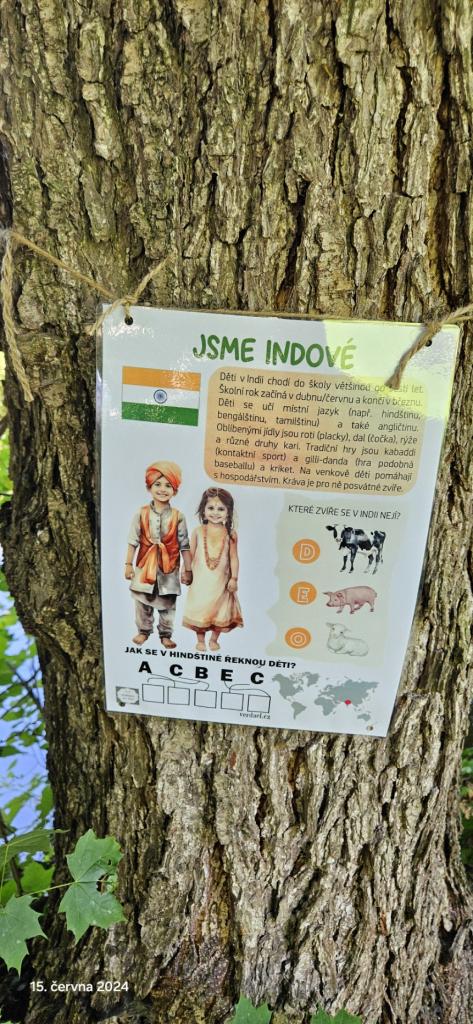 JSME INDOVÉ
Děti v Indii chodí do školy většinou od šesti let.
Školní rok začíná v dubnu/červnu a končí v březnu.
Děti se učí místní jazyk (např. hindštinu,
bengálštinu, tamilštinu) a také angličtinu.
Oblíbenými jídly jsou roti (placky), dal (čočka), rýže
a různé druhy kari. Tradiční hry jsou kabaddi
(kontaktní sport) a gilli-danda (hra podobná
baseballu) a kriket. Na venkově děti pomáhají
s hospodářstvím. Kráva je pro ně posvátné zvíře.
KTERÉ ZVÍŘE SE V INDII NEJÍ?
D
E
O
JAK SE V HINDŠTINĚ ŘEKNOU DĚTI?
A C B E C
verdael.cz
15. června 2024